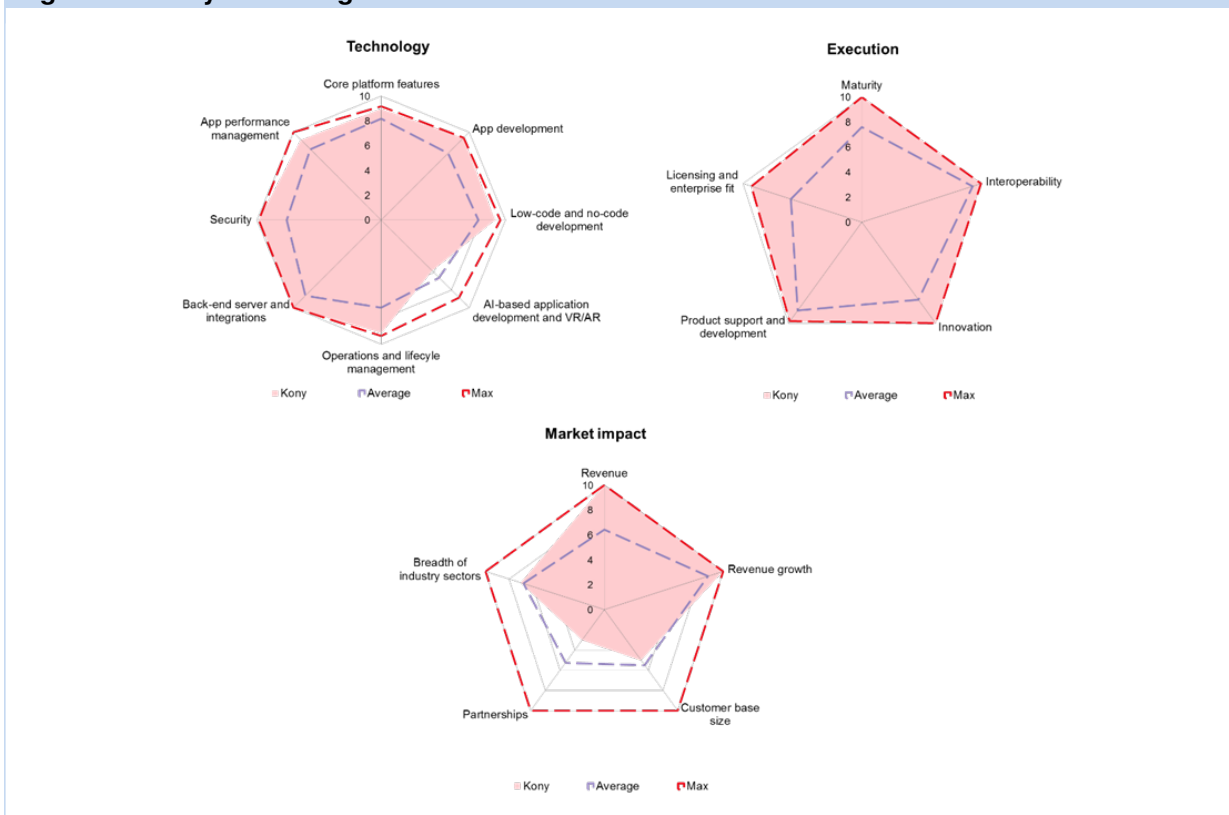 Technology
Core platform features
10
8
6
4
2
0
App development
Low-code and no-code
development
AI-based application
development and VR/AR
Operations and lifecyle
management
Back-end server and
integrations
Security
App performance
management
Kony
Average
Max
Execution
Maturity
10
8
6
4
2
0
Interoperability
Innovation
Product support and
development
Licensing and
enterprise fit
Kony
Average
Max
Market impact
Revenue
10
8
6
4
2
0
Revenue growth
Customer base
size
Partnerships
Breadth of
industry sectors
Kony
Average
Max